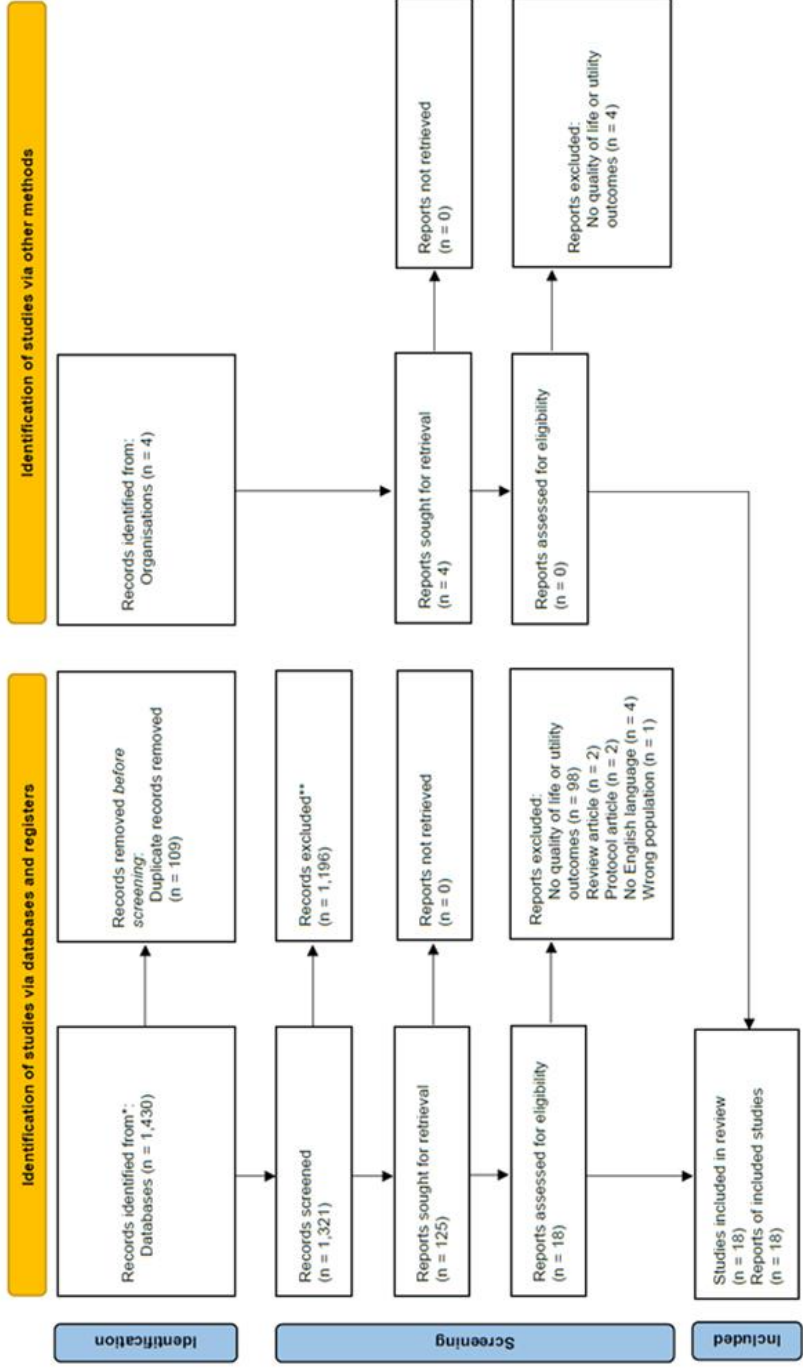 Identification of studies via databases and registers
Identification of studies via other methods
Identification
Records identified from*:
Databases (n = 1,430)
Records removed before
screening:
Duplicate records removed
(n = 109)
Records identified from:
Organisations (n = 4)
Screening
Records screened
(n = 1,321)
Records excluded**
(n = 1,196)
Reports sought for retrieval
(n = 125)
Reports not retrieved
(n = 0)
Reports sought for retrieval
(n = 4)
Reports not retrieved
(n = 0)
Reports assessed for eligibility
(n = 18)
Reports excluded:
No quality of life or utility
outcomes (n = 98)
Review article (n = 2)
Protocol article (n = 2)
No English language (n = 4)
Wrong population (n = 1)
Reports assessed for eligibility
(n = 0)
Reports excluded:
No quality of life or utility
outcomes (n = 4)
Included
Studies included in review
(n = 18)
Reports of included studies
(n = 18)